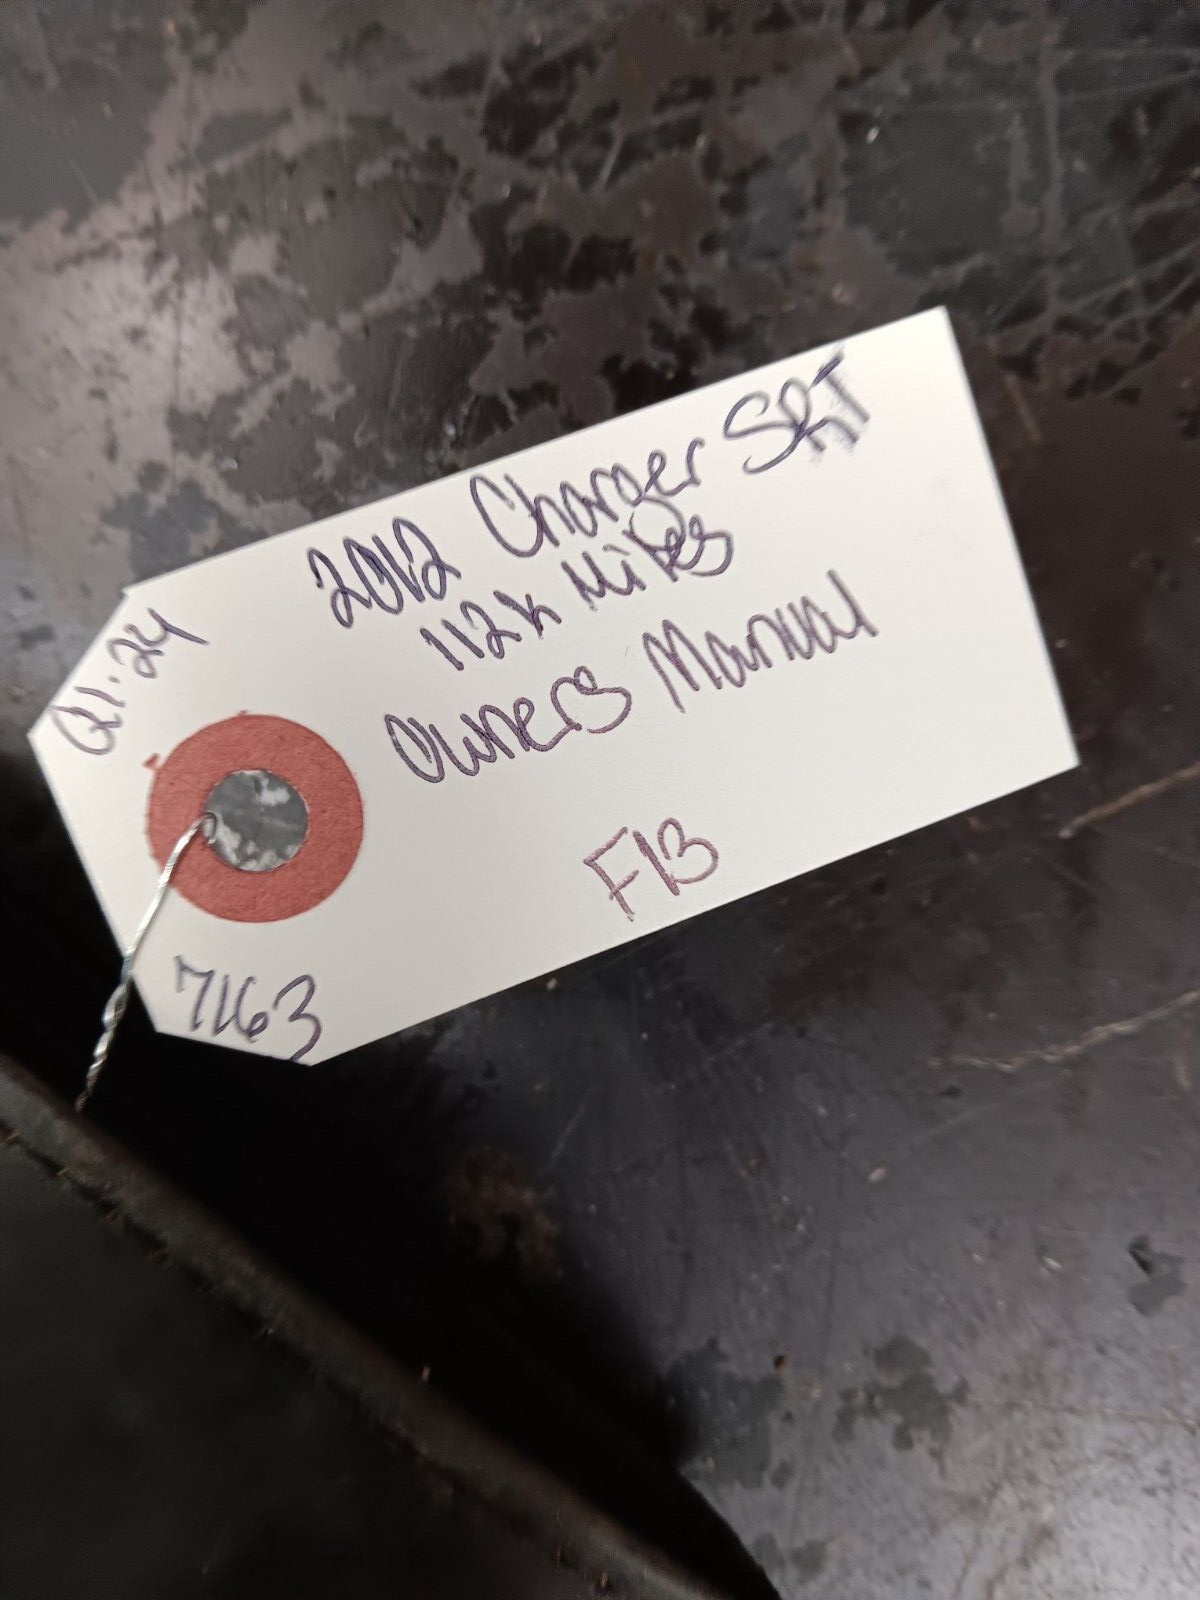 Q1.24
2012 Charger SRT
112K Miles
Owners Manual
F13
7163